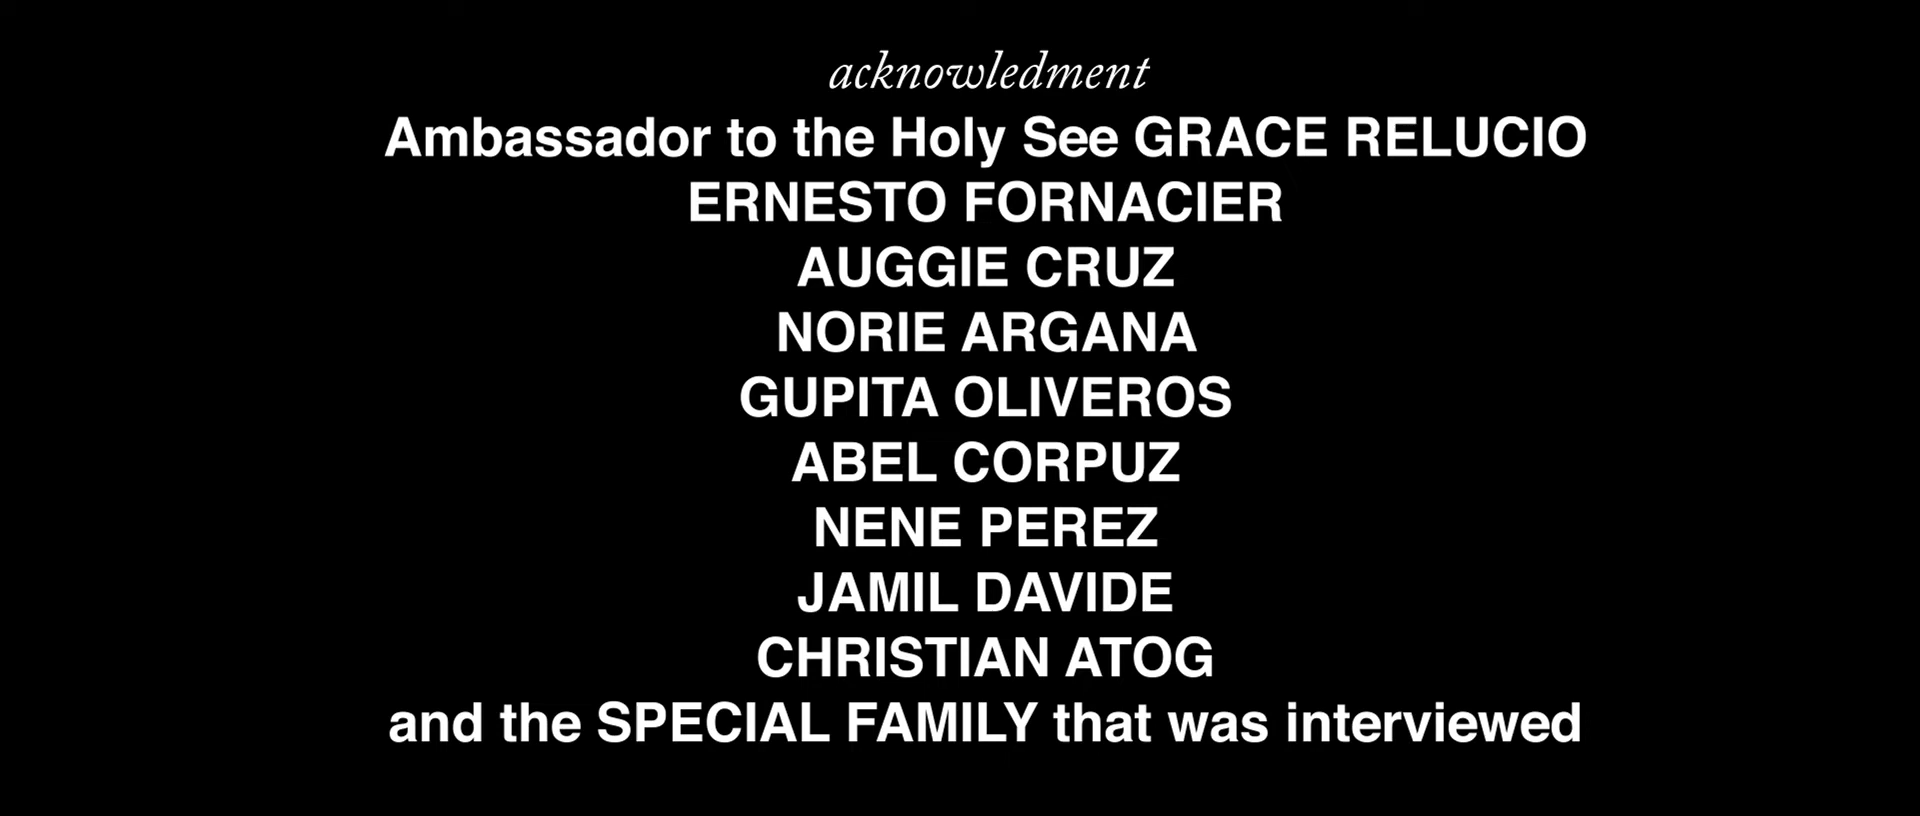 acknowledment
Ambassador to the Holy See GRACE RELUCIO
ERNESTO FORNACIER
AUGGIE CRUZ
NORIE ARGANA
GUPITA OLIVEROS
ABEL CORPUZ
NENE PEREZ
JAMIL DAVIDE
CHRISTIAN ATOG
and the SPECIAL FAMILY that was interviewed